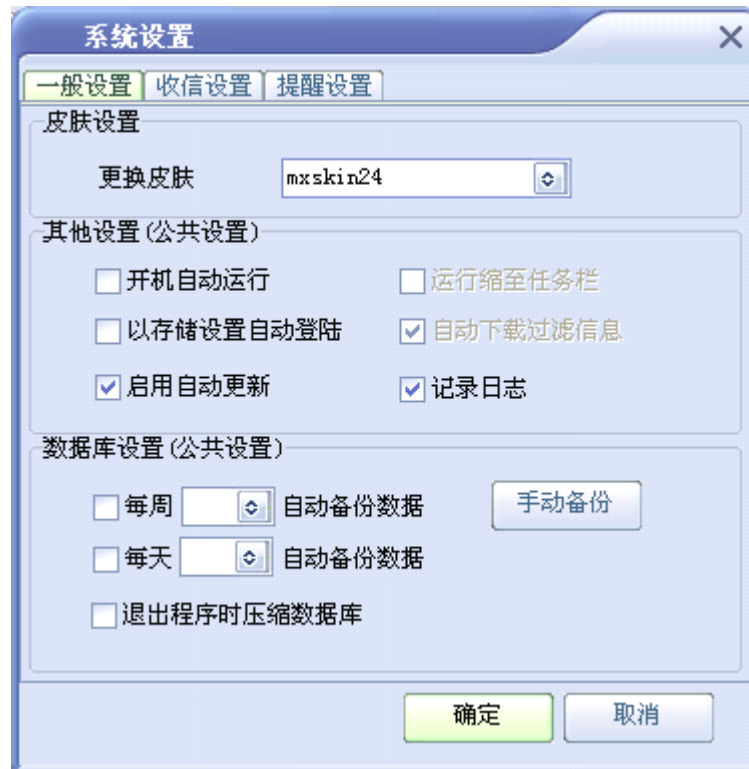 系统设置
一般设置 收信设置 提醒设置
皮肤设置
更换皮肤 mxskin24
其他设置(公共设置)
开机自动运行 运行缩至任务栏
以存储设置自动登陆 自动下载过滤信息
启用自动更新 记录日志
数据库设置(公共设置)
每周 自动备份数据 手动备份
每天 自动备份数据
退出程序时压缩数据库
确定 取消